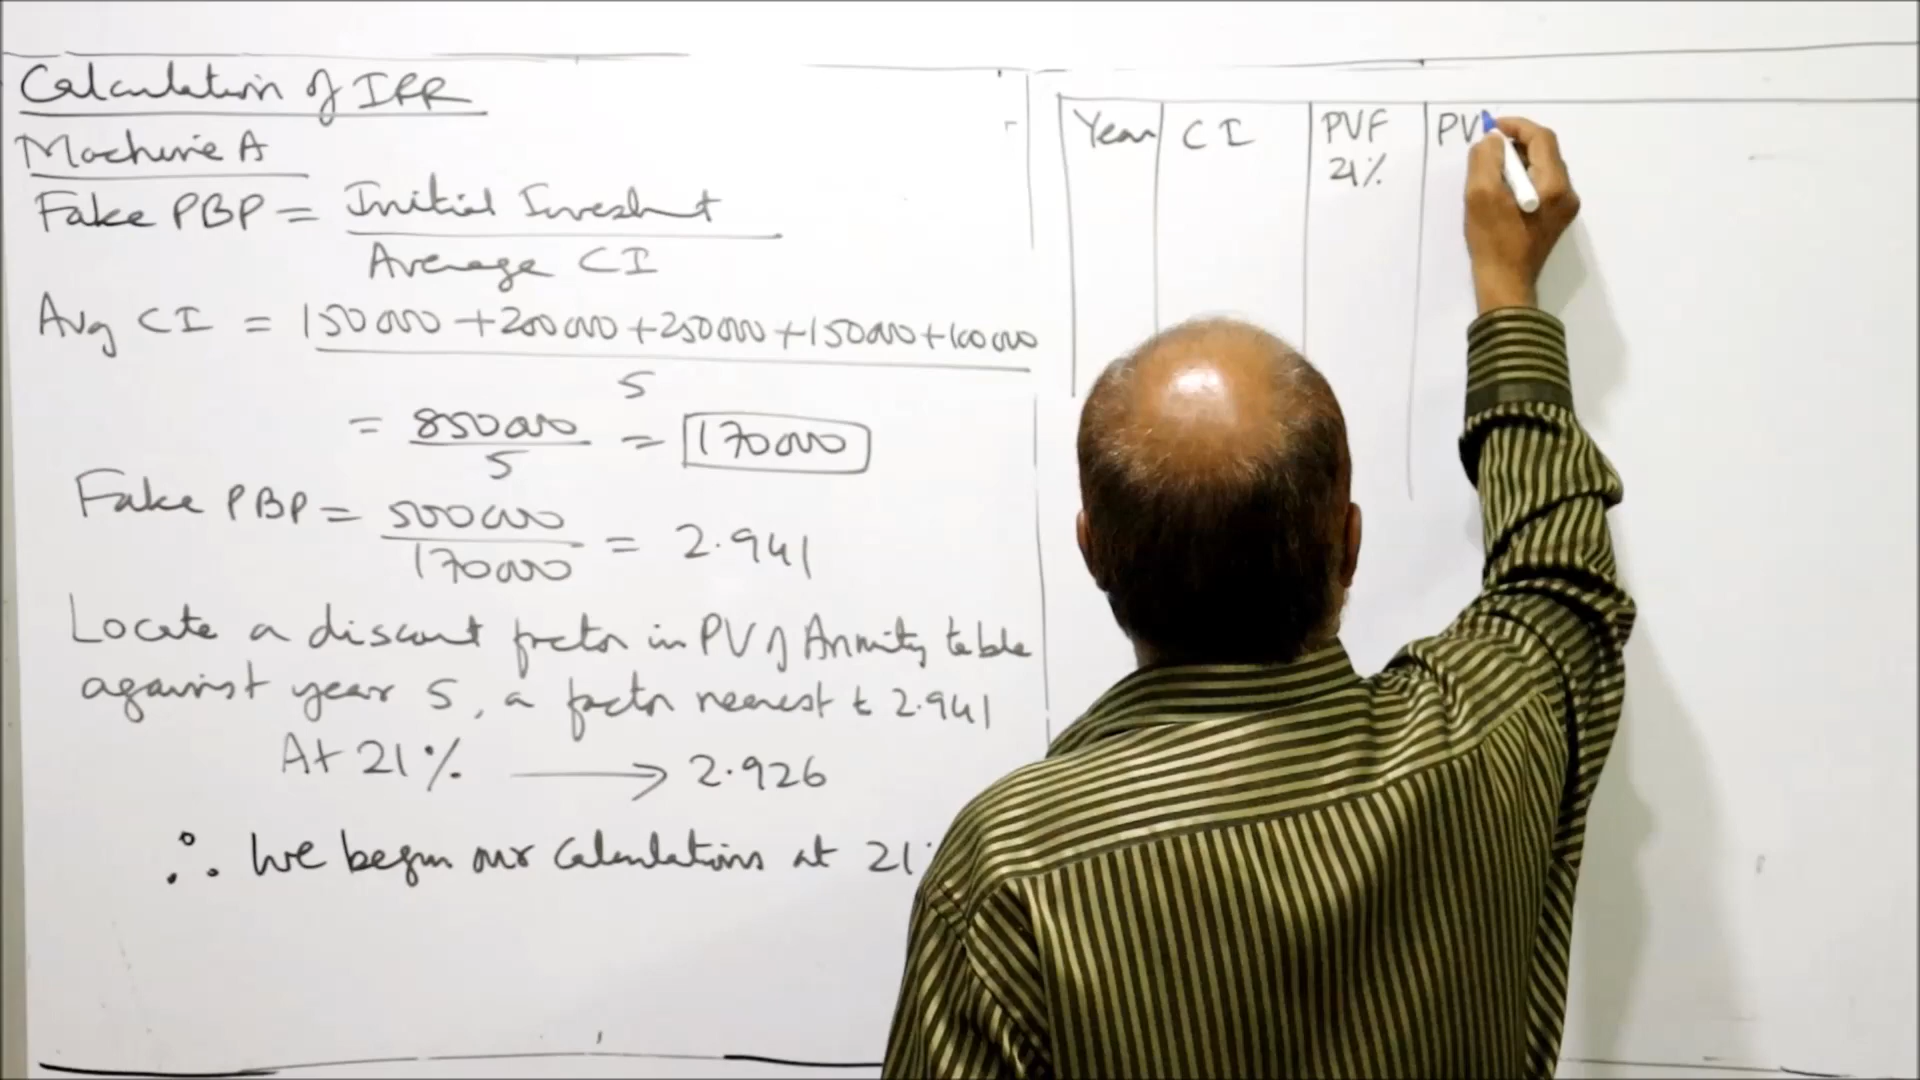 Calculation of IRR
Machine A
Fake PBP = Initial Investment
Average CI
Avg CI = 150000 + 200000 + 250000 + 150000 + 100000
5
= 850000 = 170000
5
Fake PBP = 500000 = 2.941
170000
Locate a discount factor in PV of Annuity table
against year 5, a factor nearest to 2.941
At 21% → 2.926
∴ We begin our calculations at 21
Year CI PVF PV
21%